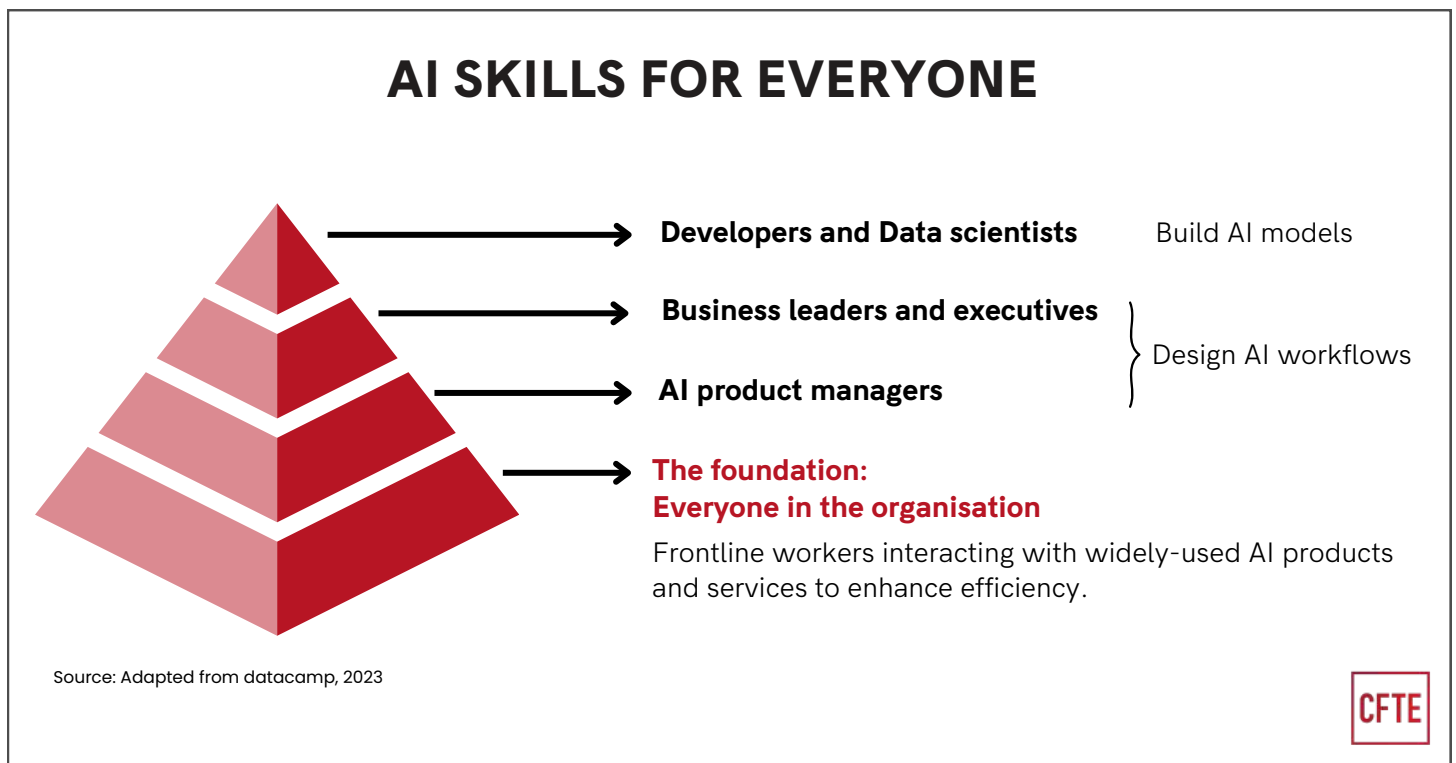 AI SKILLS FOR EVERYONE
Developers and Data scientists
Build AI models
Business leaders and executives
Design AI workflows
AI product managers
The foundation:
Everyone in the organisation
Frontline workers interacting with widely-used AI products
and services to enhance efficiency.
Source: Adapted from datacamp, 2023
CFTE